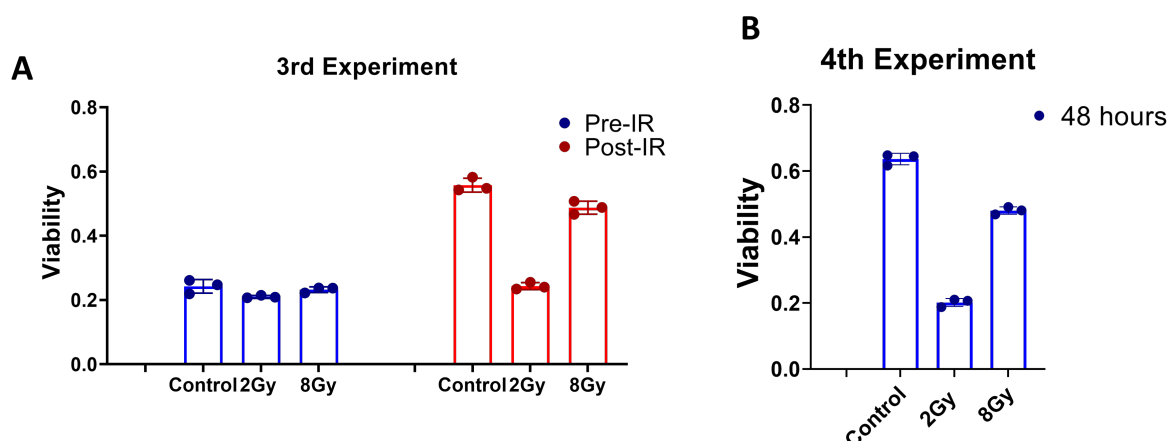 A
3rd Experiment
0.8
0.6
0.4
0.2
0.0
Viability
Pre-IR
Post-IR
Control 2Gy 8Gy Control 2Gy 8Gy
B
4th Experiment
0.8
0.6
0.4
0.2
0.0
Viability
48 hours
Control 2Gy 8Gy